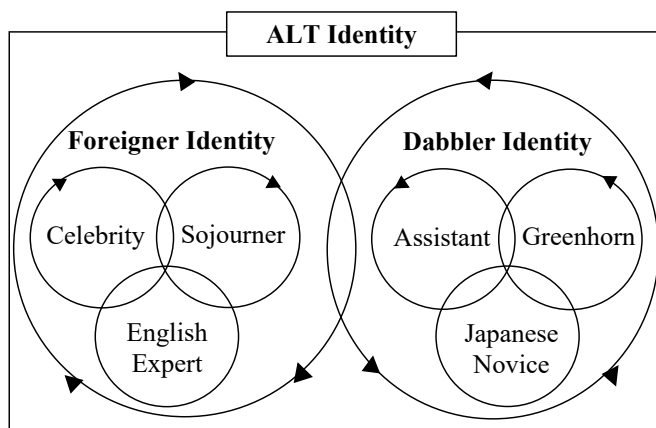 ALT Identity
Foreigner Identity
Dabbler Identity
Celebrity
Sojourner
English
Expert
Assistant
Greenhorn
Japanese
Novice